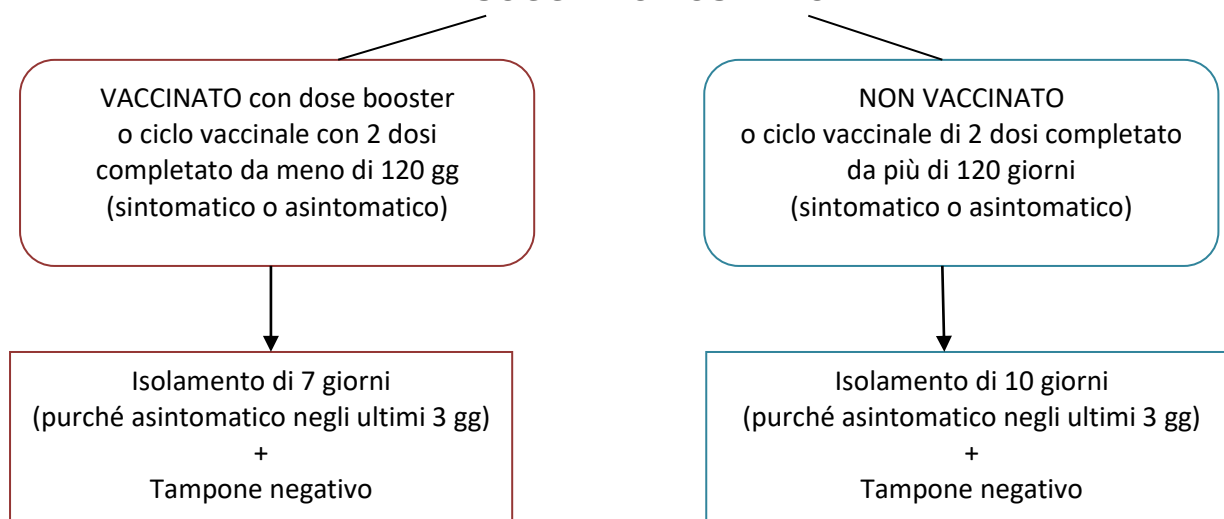 VACCINATO con dose booster
o ciclo vaccinale con 2 dosi
completato da meno di 120 gg
(sintomatico o asintomatico)
NON VACCINATO
o ciclo vaccinale di 2 dosi completato
da più di 120 giorni
(sintomatico o asintomatico)
Isolamento di 7 giorni
(purché asintomatico negli ultimi 3 gg)
+
Tampone negativo
Isolamento di 10 giorni
(purché asintomatico negli ultimi 3 gg)
+
Tampone negativo